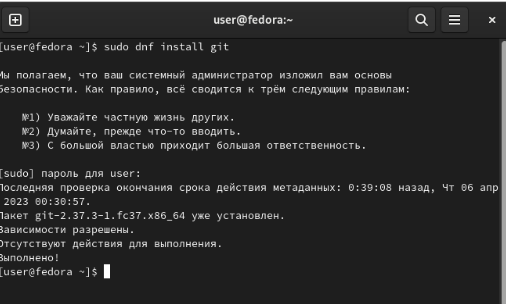 user@fedora:~
[user@fedora ~]$ sudo dnf install git
Мы полагаем, что ваш системный администратор изложил вам основы
безопасности. Как правило, всё сводится к трём следующим правилам:
№1) Уважайте частную жизнь других.
№2) Думайте, прежде что-то вводить.
№3) С большой властью приходит большая ответственность.
[sudo] пароль для user:
Последняя проверка окончания срока действия метаданных: 0:39:08 назад, Чт 06 апр
2023 00:30:57.
Пакет git-2.37.3-1.fc37.x86_64 уже установлен.
Зависимости разрешены.
Отсутствуют действия для выполнения.
Выполнено!
[user@fedora ~]$